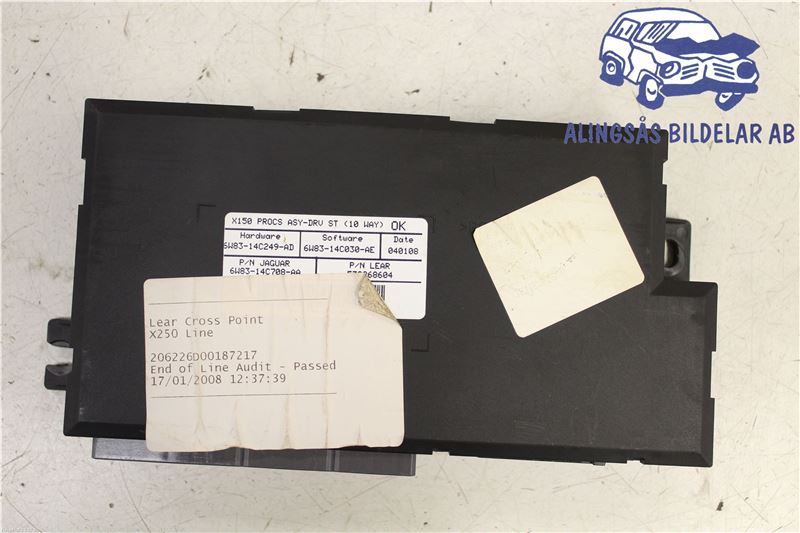 ALINGSÅS BILDELAR AB
X150 PROCS ASY-DRV ST (10 WAY) OK
Hardware Software Date
6W83-14C249-AD 6W83-14C030-AE 040108
P/N JAGUAR P/N LEAR
6W83-14C708-AA
Lear Cross Point
X250 Line
206226D00187217
End of Line Audit - Passed
17/01/2008 12:37:39